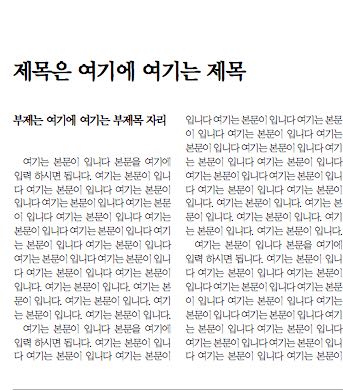 제목은 여기에 여기는 제목
부제는 여기에 여기는 부제목 자리
여기는 본문이 입니다 본문을 여기에
입력 하시면 됩니다. 여기는 본문이 입니
다 여기는 본문이 입니다 여기는 본문이
입니다 여기는 본문이 입니다 여기는 본문
이 입니다 여기는 본문이 입니다 여기는
본문이 입니다 여기는 본문이 입니다 여기
는 본문이 입니다 여기는 본문이 입니다
여기는 본문이 입니다 여기는 본문이 입니
다 여기는 본문이 입니다 여기는 본문이
입니다. 여기는 본문이 입니다. 여기는 본
문이 입니다. 여기는 본문이 입니다. 여기
는 본문이 입니다. 여기는 본문이 입니다.
여기는 본문이 입니다 본문을 여기에
입력 하시면 됩니다. 여기는 본문이 입니
다 여기는 본문이 입니다 여기는 본문이
입니다 여기는 본문이 입니다 여기는 본문
이 입니다 여기는 본문이 입니다 여기는
본문이 입니다 여기는 본문이 입니다 여기
는 본문이 입니다 여기는 본문이 입니다
여기는 본문이 입니다 여기는 본문이 입니
다 여기는 본문이 입니다 여기는 본문이
입니다. 여기는 본문이 입니다. 여기는 본
문이 입니다. 여기는 본문이 입니다. 여기
는 본문이 입니다. 여기는 본문이 입니다.
여기는 본문이 입니다 본문을 여기에
입력 하시면 됩니다. 여기는 본문이 입니
다 여기는 본문이 입니다 여기는 본문이
입니다 여기는 본문이 입니다 여기는 본문
이 입니다 여기는 본문이 입니다 여기는
본문이 입니다 여기는 본문이 입니다 여기
는 본문이 입니다 여기는 본문이 입니다
여기는 본문이 입니다 여기는 본문이 입니
다 여기는 본문이 입니다 여기는 본문이